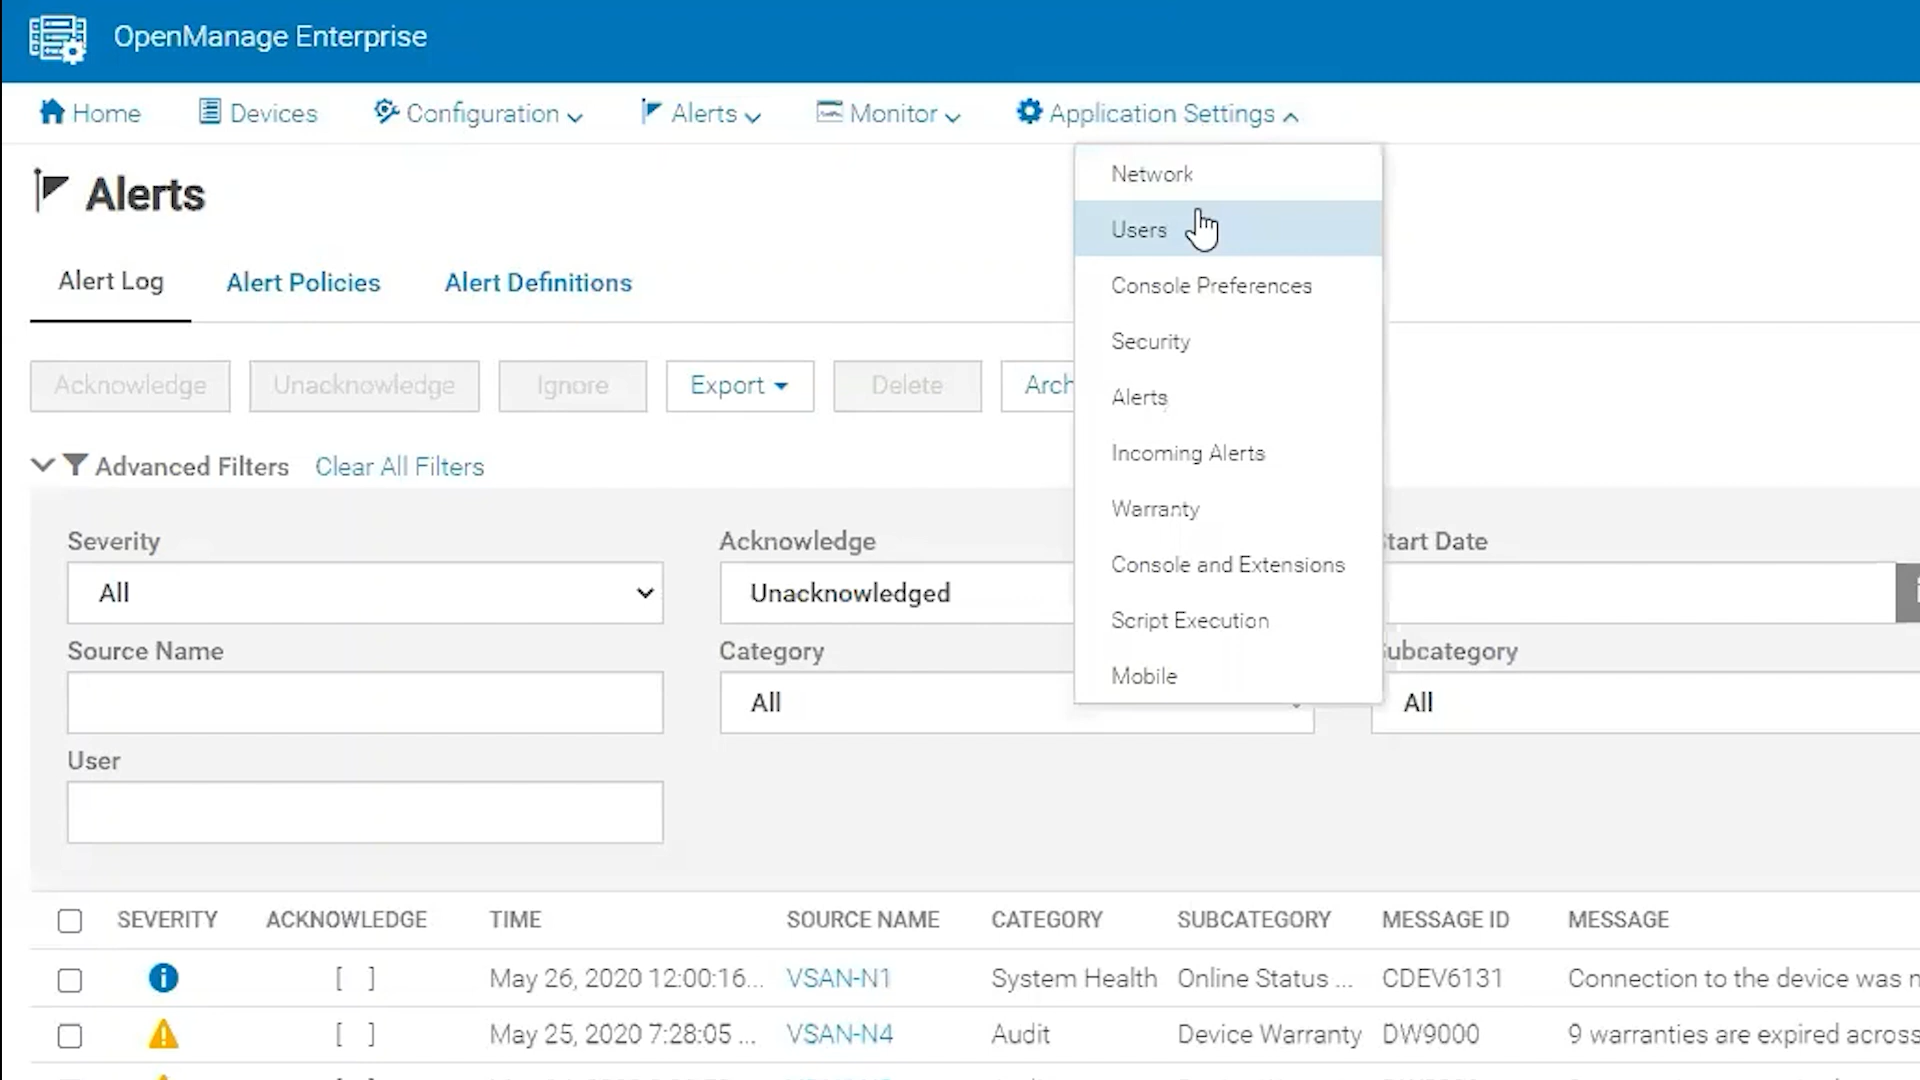 OpenManage Enterprise
Home Devices Configuration Alerts Monitor Application Settings
Alerts
Network
Users
Console Preferences
Security
Alerts
Incoming Alerts
Warranty
Console and Extensions
Script Execution
Mobile
Alert Log Alert Policies Alert Definitions
Acknowledge Unacknowledge Ignore Export Delete Arch
Advanced Filters Clear All Filters
Severity Acknowledge tart Date
All Unacknowledged
Source Name Category ubcategory
All All
User
SEVERITY ACKNOWLEDGE TIME SOURCE NAME CATEGORY SUBCATEGORY MESSAGE ID MESSAGE
[ ] May 26, 2020 12:00:16... VSAN-N1 System Health Online Status ... CDEV6131 Connection to the device was n
[ ] May 25, 2020 7:28:05 ... VSAN-N4 Audit Device Warranty DW9000 9 warranties are expired across